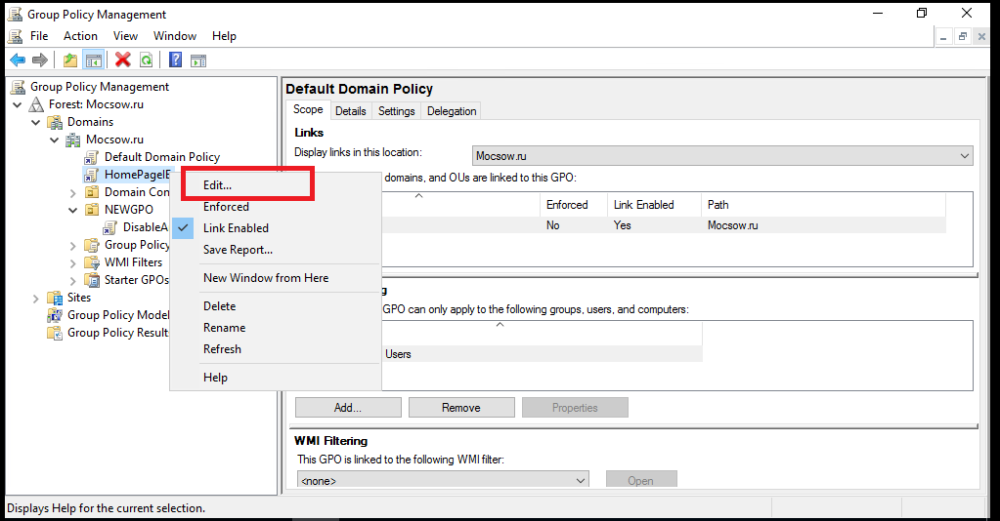 Group Policy Management
File Action View Window Help
Group Policy Management
Forest: Mocsow.ru
Domains
Mocsow.ru
Default Domain Policy
HomePageIE
Domain Con
NEWGPO
DisableA
Group Policy
WMI Filters
Starter GPOs
Sites
Group Policy Model
Group Policy Result
Edit...
Enforced
Link Enabled
Save Report...
New Window from Here
Delete
Rename
Refresh
Help
Default Domain Policy
Scope Details Settings Delegation
Links
Display links in this location: Mocsow.ru
domains, and OUs are linked to this GPO:
Enforced Link Enabled Path
No Yes Mocsow.ru
GPO can only apply to the following groups, users, and computers:
Users
Add... Remove Properties
WMI Filtering
This GPO is linked to the following WMI filter:
<none> Open
Displays Help for the current selection.